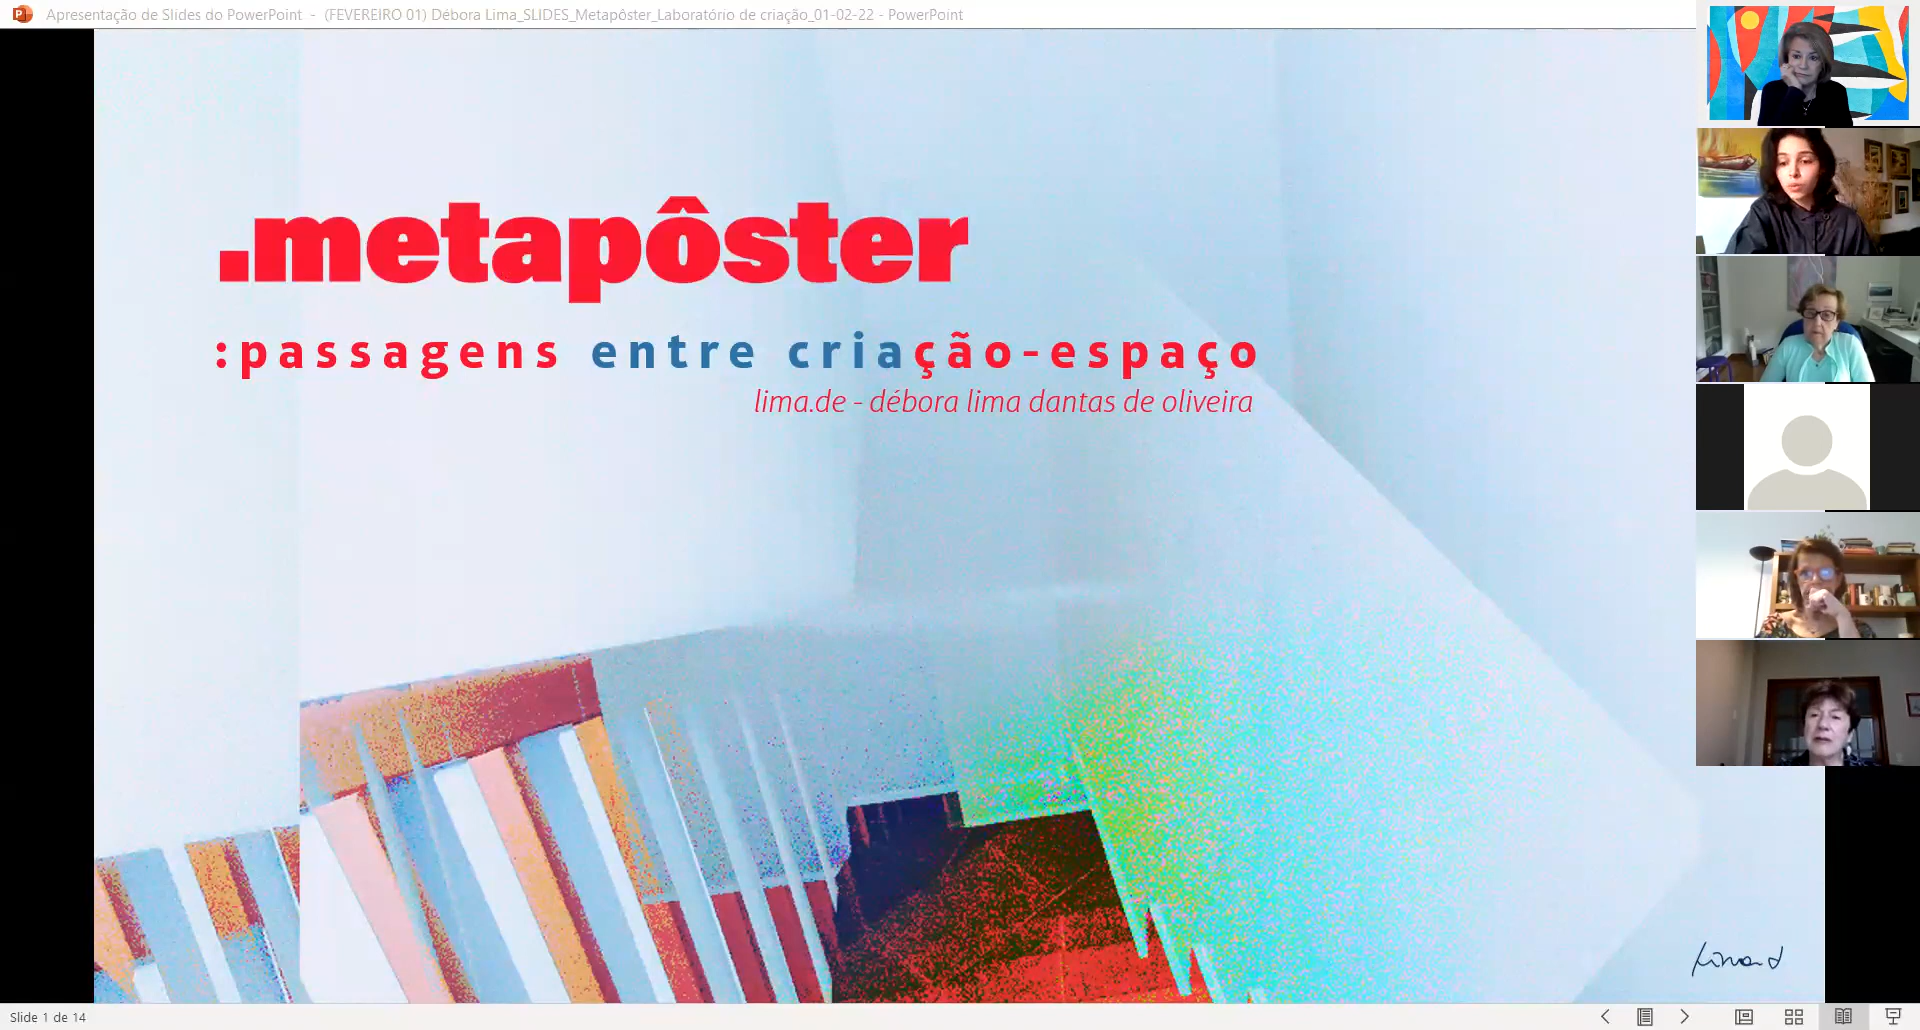 Apresentação de Slides do PowerPoint - (FEVEREIRO 01) Débora Lima_SLIDES_Metapôster_Laboratório de criação_01-02-22 - PowerPoint
.metapôster
:passagens entre criação-espaço
lima.de - débora lima dantas de oliveira
Slide 1 de 14